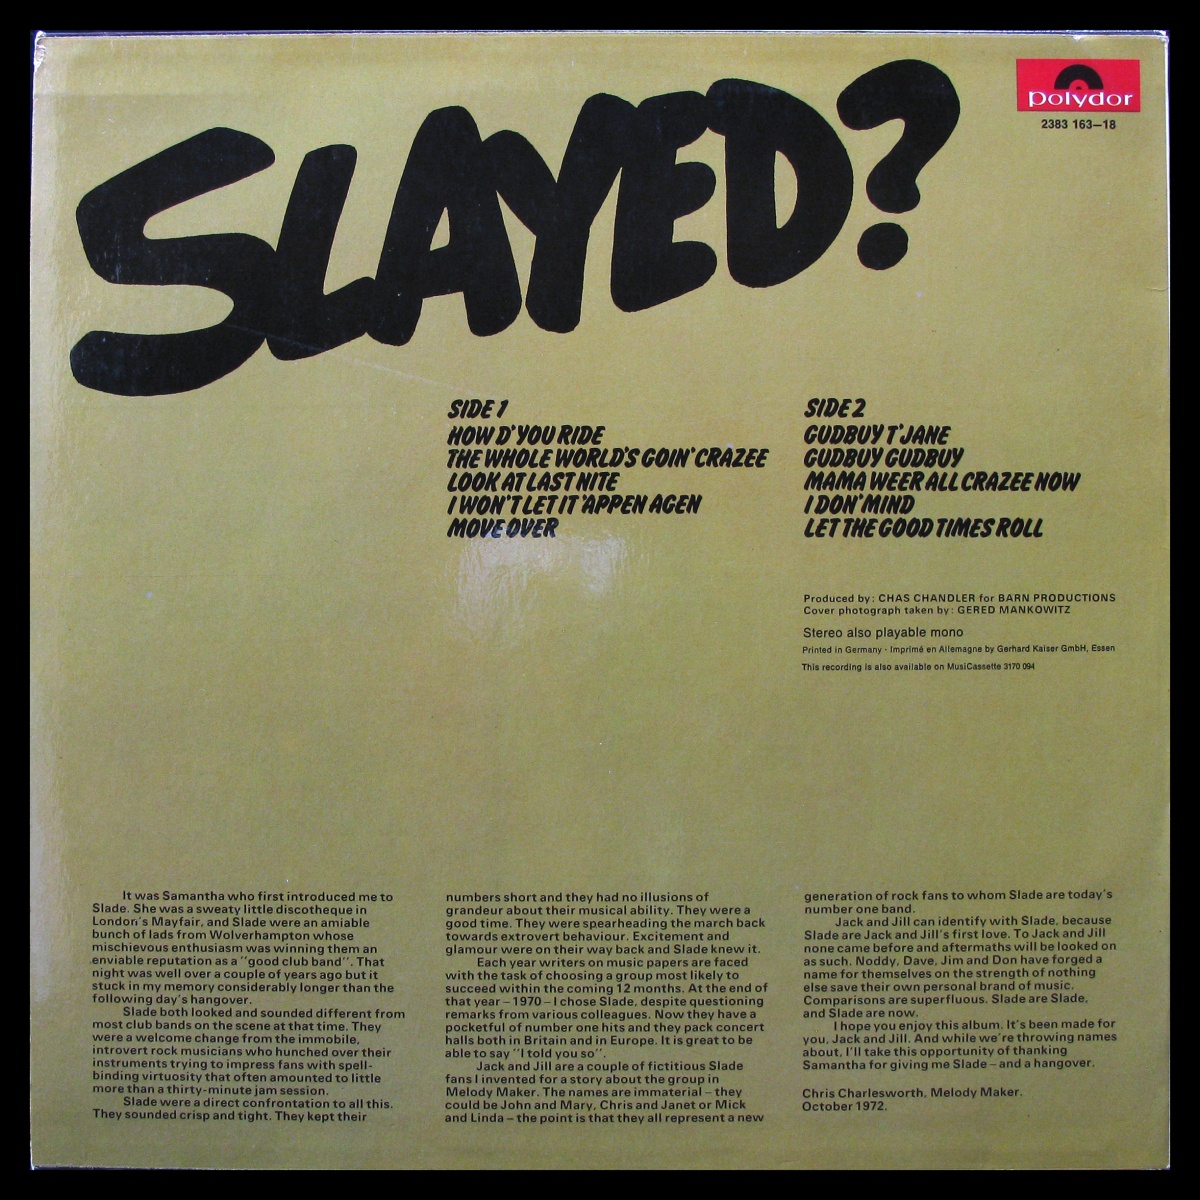 SLAYED?
polydor
2383 163–18
SIDE 1
HOW D'YOU RIDE
THE WHOLE WORLD'S GOIN' CRAZEE
LOOK AT LAST NITE
I WON'T LET IT 'APPEN AGEN
MOVE OVER
SIDE 2
GUDBUY T'JANE
GUDBUY GUDBUY
MAMA WEER ALL CRAZEE NOW
I DON' MIND
LET THE GOOD TIMES ROLL
Produced by: CHAS CHANDLER for BARN PRODUCTIONS
Cover photograph taken by: GERED MANKOWITZ
Stereo also playable mono
Printed in Germany · Imprimé en Allemagne by Gerhard Kaiser GmbH, Essen
This recording is also available on MusiCassette 3170 094
It was Samantha who first introduced me to
Slade. She was a sweaty little discotheque in
London's Mayfair, and Slade were an amiable
bunch of lads from Wolverhampton whose
mischievous enthusiasm was winning them an
enviable reputation as a "good club band". That
night was well over a couple of years ago but it
stuck in my memory considerably longer than the
following day's hangover.
Slade both looked and sounded different from
most club bands on the scene at that time. They
were a welcome change from the immobile,
introvert rock musicians who hunched over their
instruments trying to impress fans with spell-
binding virtuosity that often amounted to little
more than a thirty-minute jam session.
Slade were a direct confrontation to all this.
They sounded crisp and tight. They kept their
numbers short and they had no illusions of
grandeur about their musical ability. They were a
good time. They were spearheading the march back
towards extrovert behaviour. Excitement and
glamour were on their way back and Slade knew it.
Each year writers on music papers are faced
with the task of choosing a group most likely to
succeed within the coming 12 months. At the end of
that year – 1970 – I chose Slade, despite questioning
remarks from various colleagues. Now they have a
pocketful of number one hits and they pack concert
halls both in Britain and in Europe. It is great to be
able to say "I told you so".
Jack and Jill are a couple of fictitious Slade
fans I invented for a story about the group in
Melody Maker. The names are immaterial – they
could be John and Mary, Chris and Janet or Mick
and Linda – the point is that they all represent a new
generation of rock fans to whom Slade are today's
number one band.
Jack and Jill can identify with Slade, because
Slade are Jack and Jill's first love. To Jack and Jill
none came before and aftermaths will be looked on
as such. Noddy, Dave, Jim and Don have forged a
name for themselves on the strength of nothing
else save their own personal brand of music.
Comparisons are superfluous. Slade are Slade,
and Slade are now.
I hope you enjoy this album. It's been made for
you, Jack and Jill. And while we're throwing names
about, I'll take this opportunity of thanking
Samantha for giving me Slade – and a hangover.
Chris Charlesworth, Melody Maker.
October 1972.